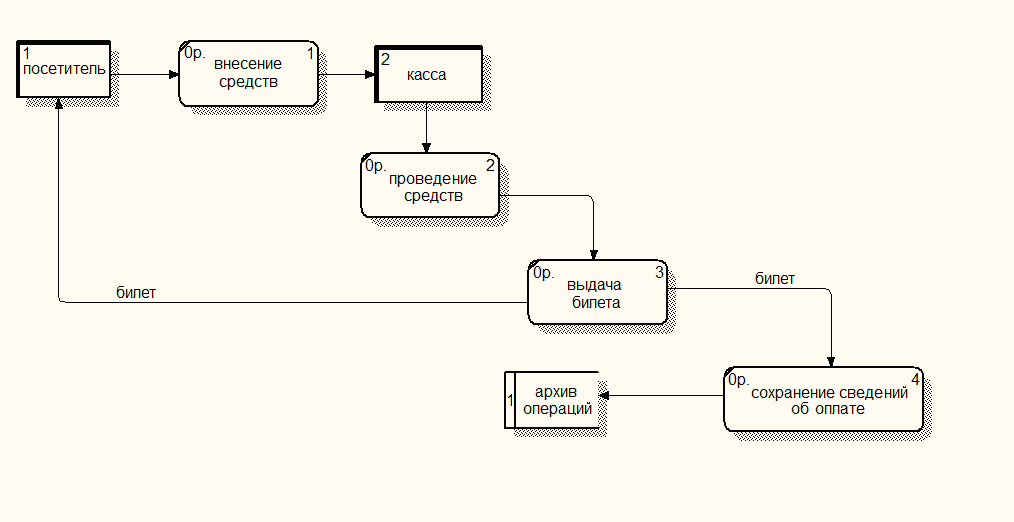 1
посетитель
0р.
1
внесение
средств
2
касса
0р.
2
проведение
средств
0р.
3
выдача
билета
билет
билет
1
архив
операций
0р.
4
сохранение сведений
об оплате